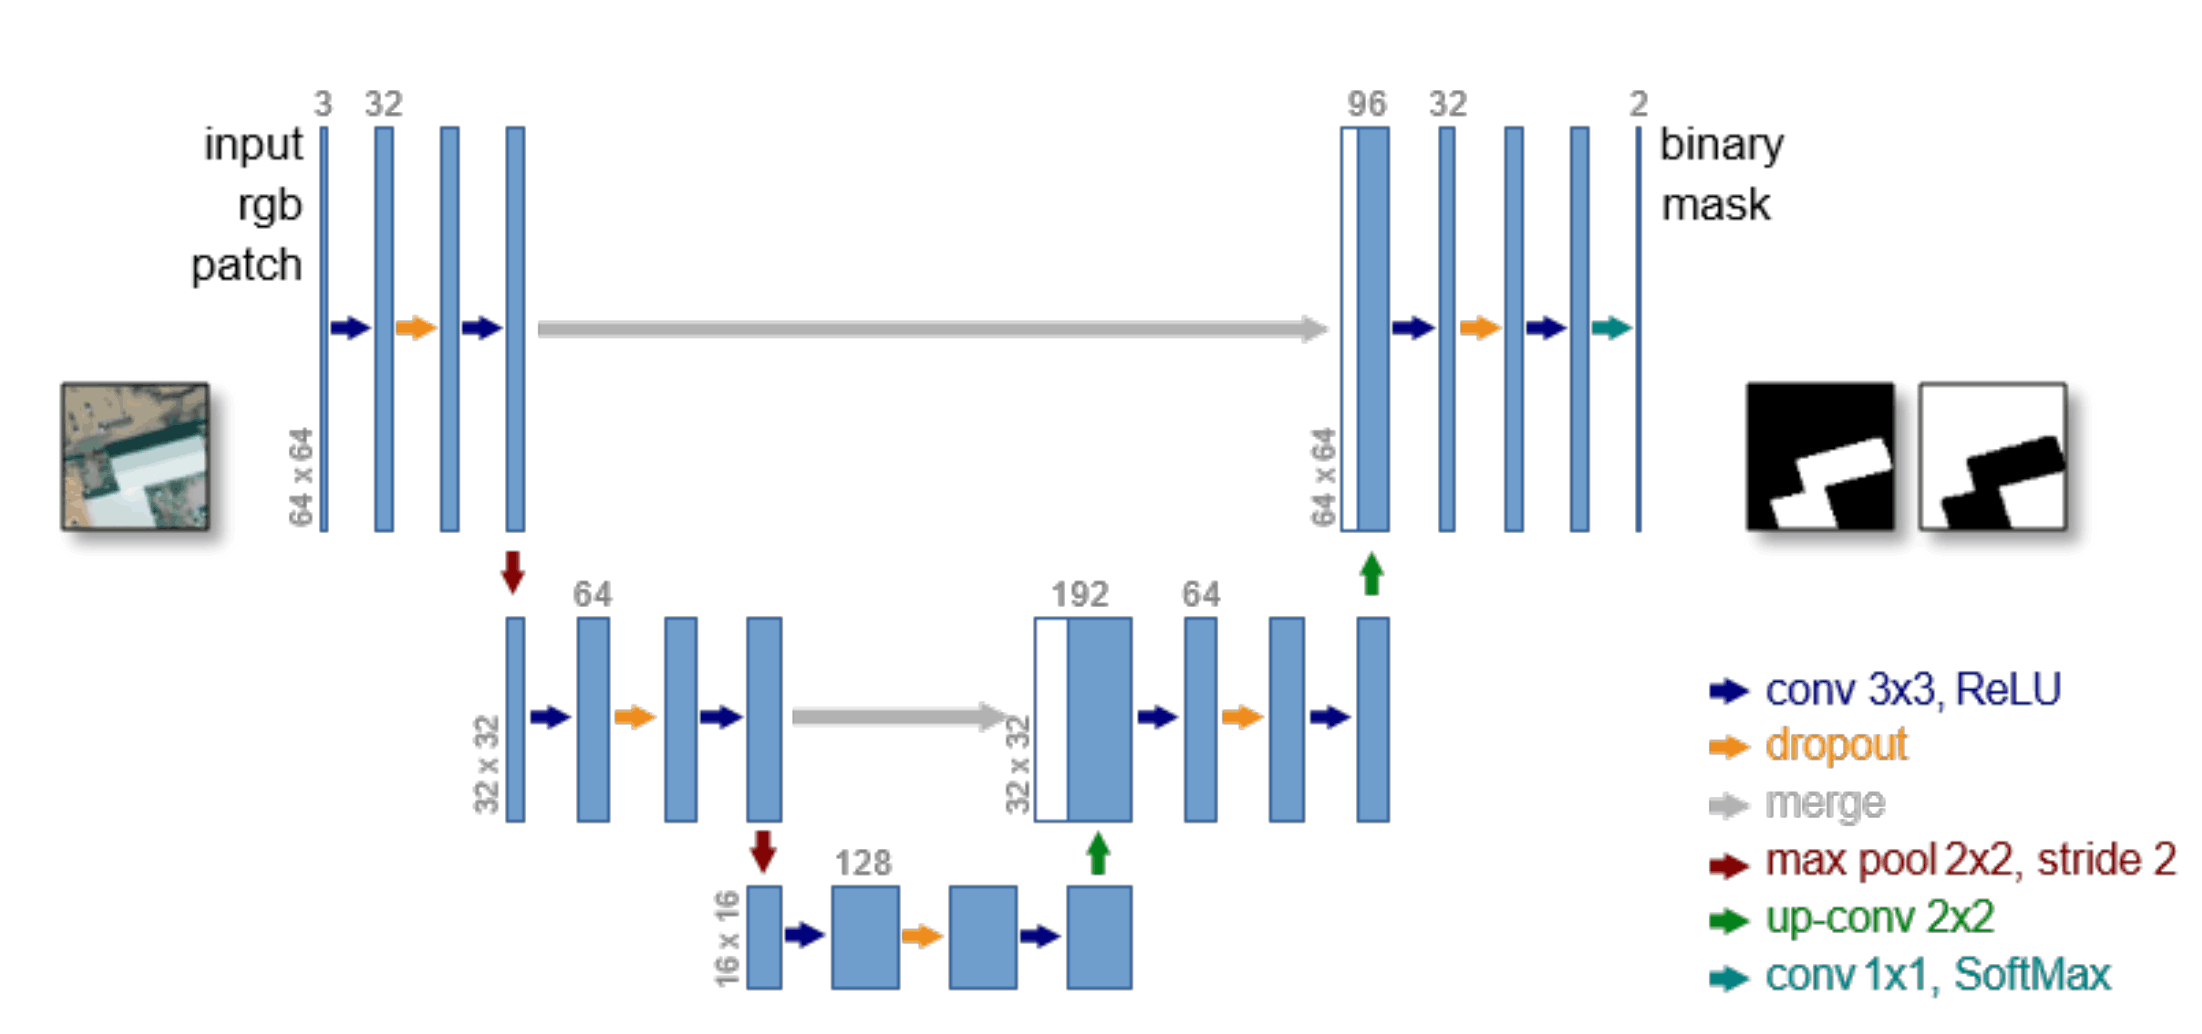 3 32
input
rgb
patch
64 x 64
96 32 2
binary
mask
64 x 64
64
32 x 32
192 64
32 x 32
128
16 x 16
conv 3x3, ReLU
dropout
merge
max pool 2x2, stride 2
up-conv 2x2
conv 1x1, SoftMax